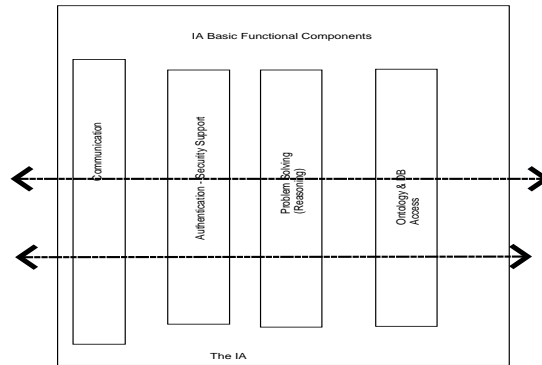 IA Basic Functional Components
Communication
Authentication - Security Support
Problem Solving
(Reasoning)
Ontology & DB
Access
The IA